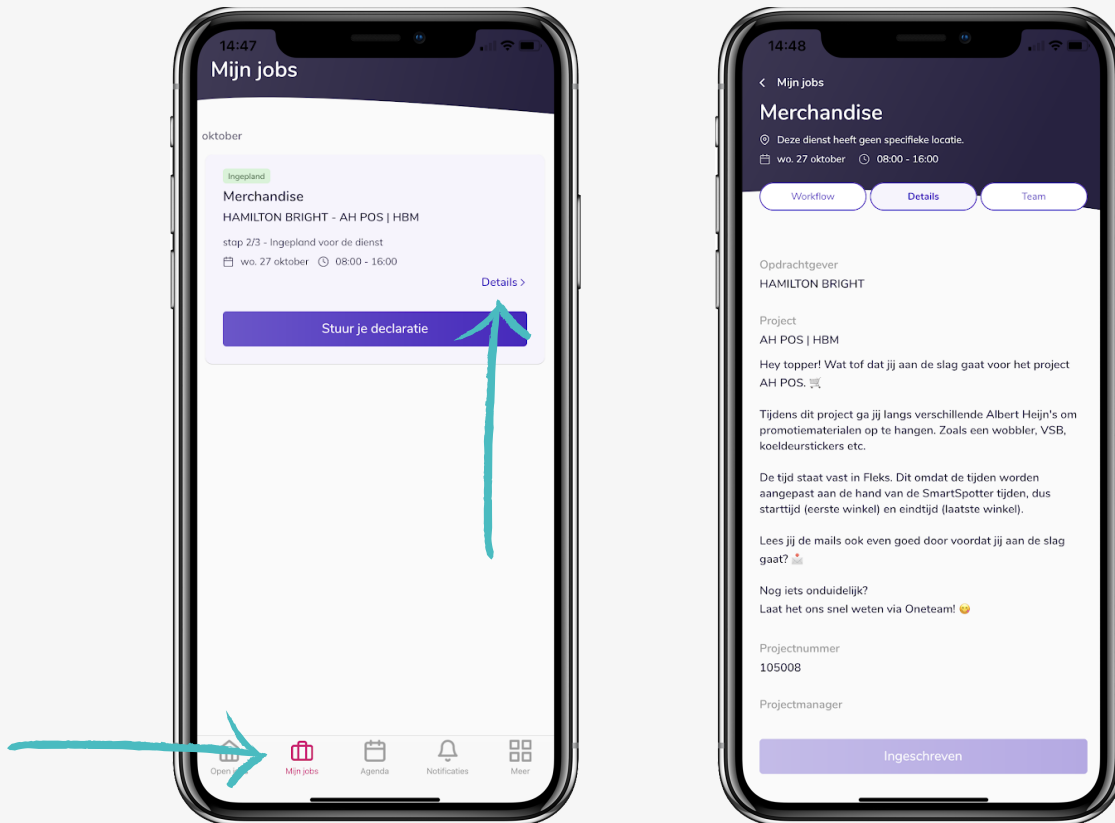 14:47
Mijn jobs
oktober
Ingepland
Merchandise
HAMILTON BRIGHT - AH POS | HBM
stap 2/3 - Ingepland voor de dienst
wo. 27 oktober 08:00 - 16:00
Details >
Stuur je declaratie
Open
Mijn jobs
Agenda
Notificaties
Meer
14:48
< Mijn jobs
Merchandise
Deze dienst heeft geen specifieke locatie.
wo. 27 oktober 08:00 - 16:00
Workflow
Details
Team
Opdrachtgever
HAMILTON BRIGHT
Project
AH POS | HBM
Hey topper! Wat tof dat jij aan de slag gaat voor het project
AH POS. 🛒
Tijdens dit project ga jij langs verschillende Albert Heijn's om
promotiematerialen op te hangen. Zoals een wobbler, VSB,
koeldeurstickers etc.
De tijd staat vast in Fleks. Dit omdat de tijden worden
aangepast aan de hand van de SmartSpotter tijden, dus
starttijd (eerste winkel) en eindtijd (laatste winkel).
Lees jij de mails ook even goed door voordat jij aan de slag
gaat? 📩
Nog iets onduidelijk?
Laat het ons snel weten via Oneteam! 😋
Projectnummer
105008
Projectmanager
Ingeschreven